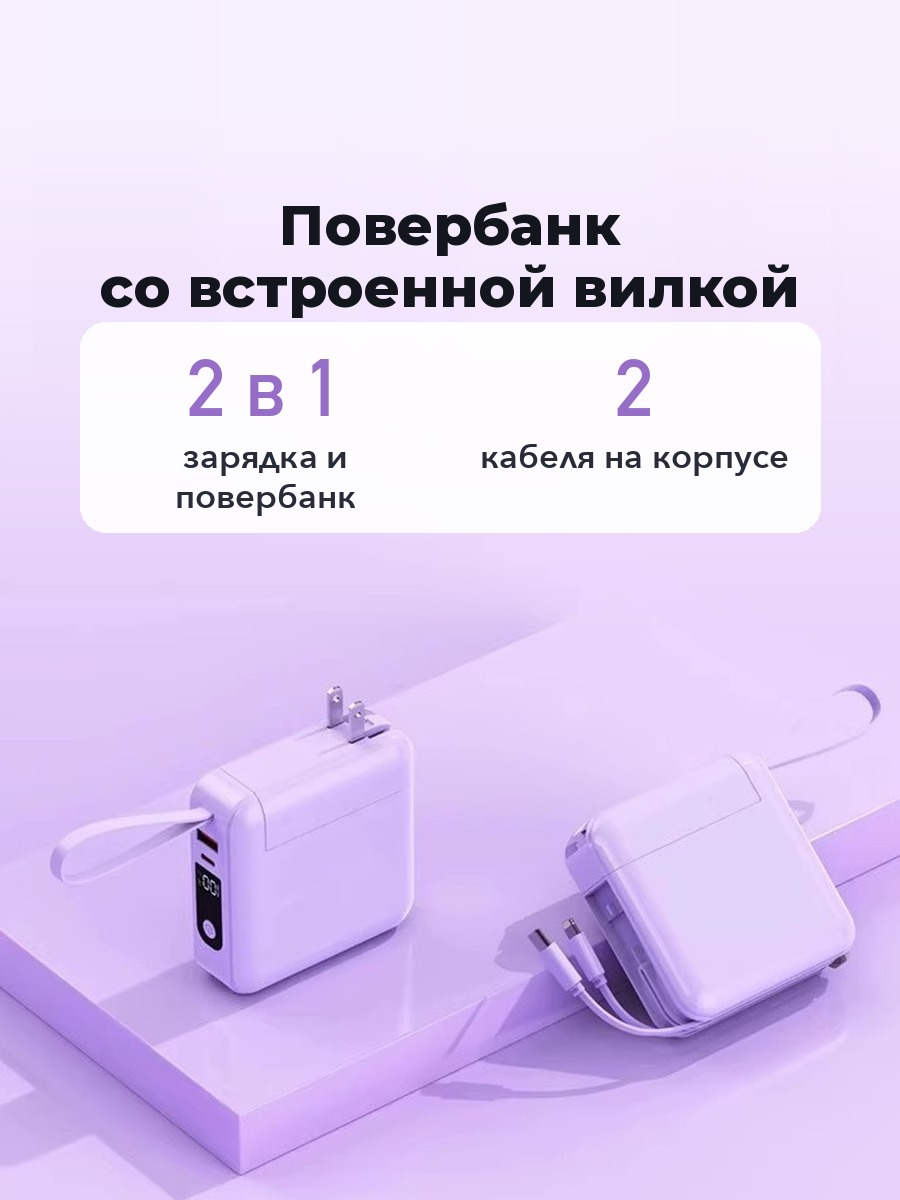 Повербанк
со встроенной вилкой
2 в 1
зарядка и
повербанк
2
кабеля на корпусе